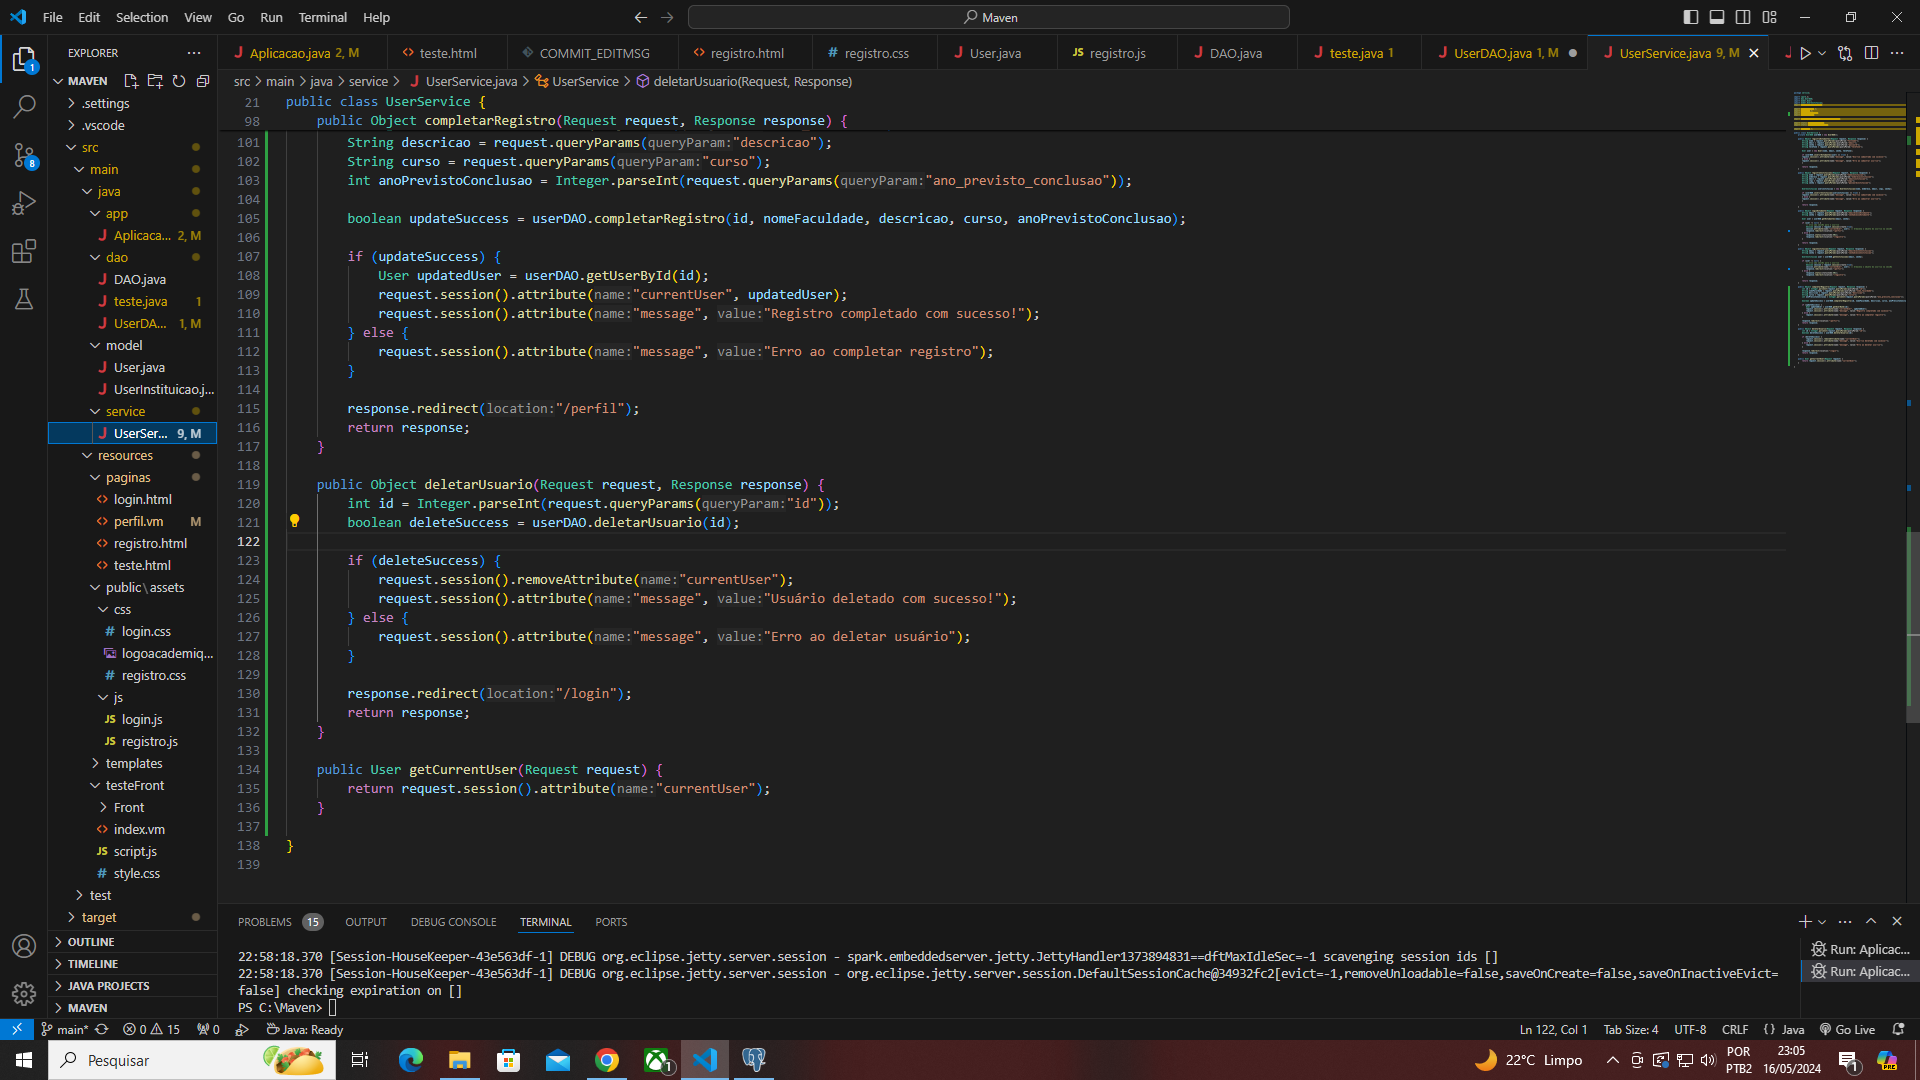 File Edit Selection View Go Run Terminal Help
Maven
EXPLORER
Aplicacao.java 2, M
teste.html
COMMIT_EDITMSG
registro.html
registro.css
User.java
registro.js
DAO.java
teste.java 1
UserDAO.java 1, M
UserService.java 9, M
src > main > java > service > UserService.java > UserService > deletarUsuario(Request, Response)
MAVEN
.settings
.vscode
src
main
java
app
Aplicaca... 2, M
dao
DAO.java
teste.java 1
UserDA... 1, M
model
User.java
UserInstituicao.j...
service
UserSer... 9, M
resources
paginas
login.html
perfil.vm M
registro.html
teste.html
public\assets
css
login.css
logoacademiq...
registro.css
js
login.js
registro.js
templates
testeFront
Front
index.vm
script.js
style.css
test
target
OUTLINE
TIMELINE
JAVA PROJECTS
MAVEN
21 public class UserService {
98 public Object completarRegistro(Request request, Response response) {
101 String descricao = request.queryParams(queryParam:"descricao");
102 String curso = request.queryParams(queryParam:"curso");
103 int anoPrevistoConclusao = Integer.parseInt(request.queryParams(queryParam:"ano_previsto_conclusao"));
104
105 boolean updateSuccess = userDAO.completarRegistro(id, nomeFaculdade, descricao, curso, anoPrevistoConclusao);
106
107 if (updateSuccess) {
108 User updatedUser = userDAO.getUserById(id);
109 request.session().attribute(name:"currentUser", updatedUser);
110 request.session().attribute(name:"message", value:"Registro completado com sucesso!");
111 } else {
112 request.session().attribute(name:"message", value:"Erro ao completar registro");
113 }
114
115 response.redirect(location:"/perfil");
116 return response;
117 }
118
119 public Object deletarUsuario(Request request, Response response) {
120 int id = Integer.parseInt(request.queryParams(queryParam:"id"));
121 boolean deleteSuccess = userDAO.deletarUsuario(id);
122
123 if (deleteSuccess) {
124 request.session().removeAttribute(name:"currentUser");
125 request.session().attribute(name:"message", value:"Usuário deletado com sucesso!");
126 } else {
127 request.session().attribute(name:"message", value:"Erro ao deletar usuário");
128 }
129
130 response.redirect(location:"/login");
131 return response;
132 }
133
134 public User getCurrentUser(Request request) {
135 return request.session().attribute(name:"currentUser");
136 }
137
138 }
139
PROBLEMS 15 OUTPUT DEBUG CONSOLE TERMINAL PORTS
22:58:18.370 [Session-HouseKeeper-43e563df-1] DEBUG org.eclipse.jetty.server.session - spark.embeddedserver.jetty.JettyHandler1373894831==dftMaxIdleSec=-1 scavenging session ids []
22:58:18.370 [Session-HouseKeeper-43e563df-1] DEBUG org.eclipse.jetty.server.session - org.eclipse.jetty.server.session.DefaultSessionCache@34932fc2[evict=-1,removeUnloadable=false,saveOnCreate=false,saveOnInactiveEvict=
false] checking expiration on []
PS C:\Maven>
Run: Aplicac...
Run: Aplicac...
main* 0 15 0 Java: Ready
Ln 122, Col 1 Tab Size: 4 UTF-8 CRLF {} Java Go Live
Pesquisar
22°C Limpo
POR
PTB2
23:05
16/05/2024